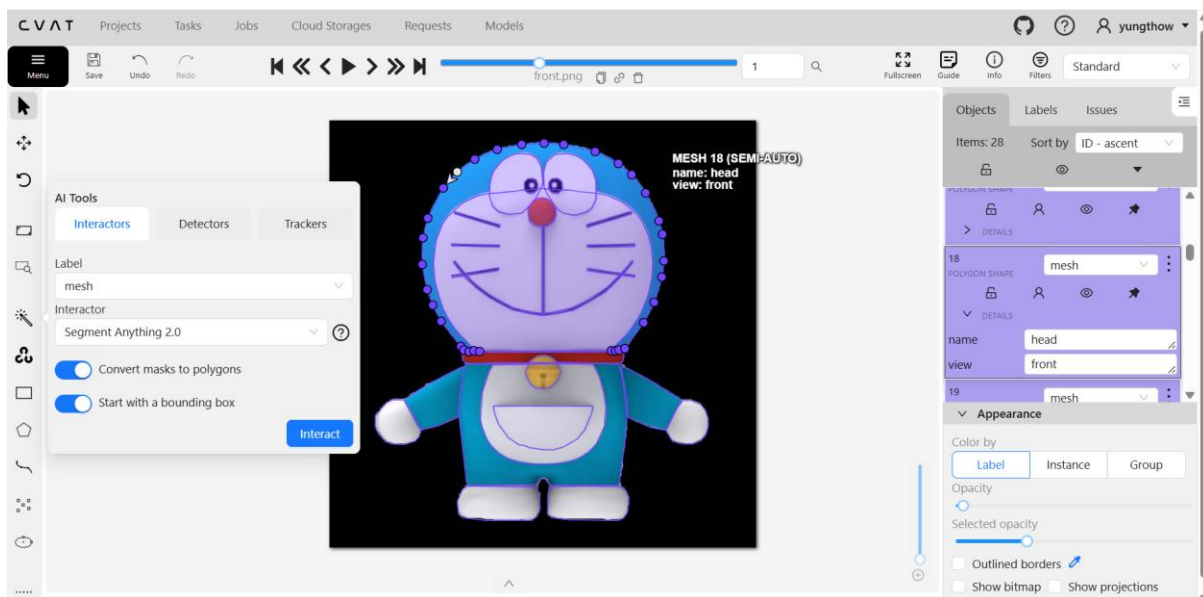 CVAT Projects Tasks Jobs Cloud Storages Requests Models yungthow
Menu Save Undo Redo front.png 1 Fullscreen Guide Info Filters Standard
Objects Labels Issues
Items: 28 Sort by ID - ascent
POLYGON SHAPE
DETAILS
18 mesh
POLYGON SHAPE
DETAILS
name head
view front
19 mesh
Appearance
Color by
Label Instance Group
Opacity
Selected opacity
Outlined borders
Show bitmap Show projections
AI Tools
Interactors Detectors Trackers
Label
mesh
Interactor
Segment Anything 2.0
Convert masks to polygons
Start with a bounding box
Interact
MESH 18 (SEMI-AUTO)
name: head
view: front